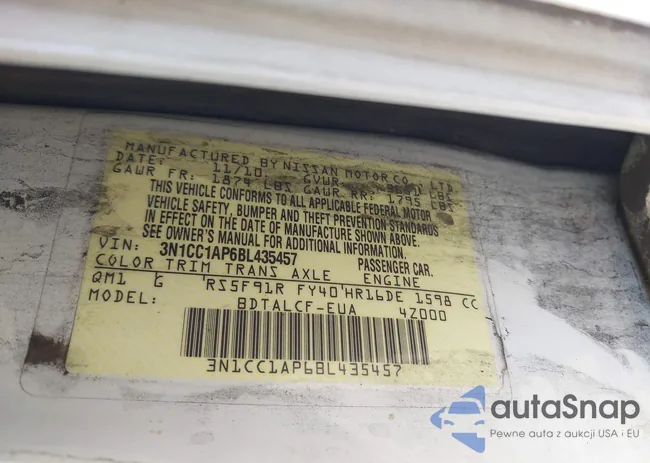 MANUFACTURED BY NISSAN MOTOR CO., LTD.
DATE: 11/10 GVWR: LBS
GAWR FR: 1874 LBS GAWR RR: 1795 LBS
THIS VEHICLE CONFORMS TO ALL APPLICABLE FEDERAL MOTOR
VEHICLE SAFETY, BUMPER AND THEFT PREVENTION STANDARDS
IN EFFECT ON THE DATE OF MANUFACTURE SHOWN ABOVE.
SEE OWNER'S MANUAL FOR ADDITIONAL INFORMATION.
VIN: 3N1CC1AP6BL435457 PASSENGER CAR.
COLOR TRIM TRANS AXLE ENGINE
QM1 G RS5F91R FY40 HR16DE 1598 CC
MODEL: BDTALCF-EUA 4Z000
3N1CC1AP6BL435457
autaSnap
Pewne auta z aukcji USA i EU